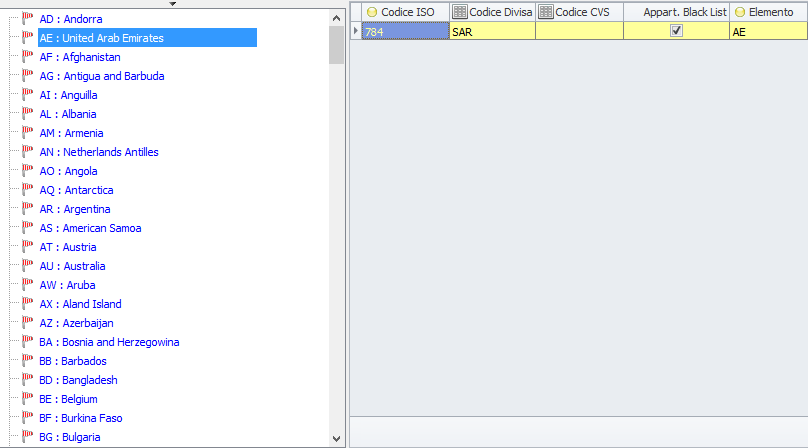 AD : Andorra
AE : United Arab Emirates
AF : Afghanistan
AG : Antigua and Barbuda
AI : Anguilla
AL : Albania
AM : Armenia
AN : Netherlands Antilles
AO : Angola
AQ : Antarctica
AR : Argentina
AS : American Samoa
AT : Austria
AU : Australia
AW : Aruba
AX : Aland Island
AZ : Azerbaijan
BA : Bosnia and Herzegowina
BB : Barbados
BD : Bangladesh
BE : Belgium
BF : Burkina Faso
BG : Bulgaria
Codice ISO Codice Divisa Codice CVS Appart. Black List Elemento
784 SAR AE